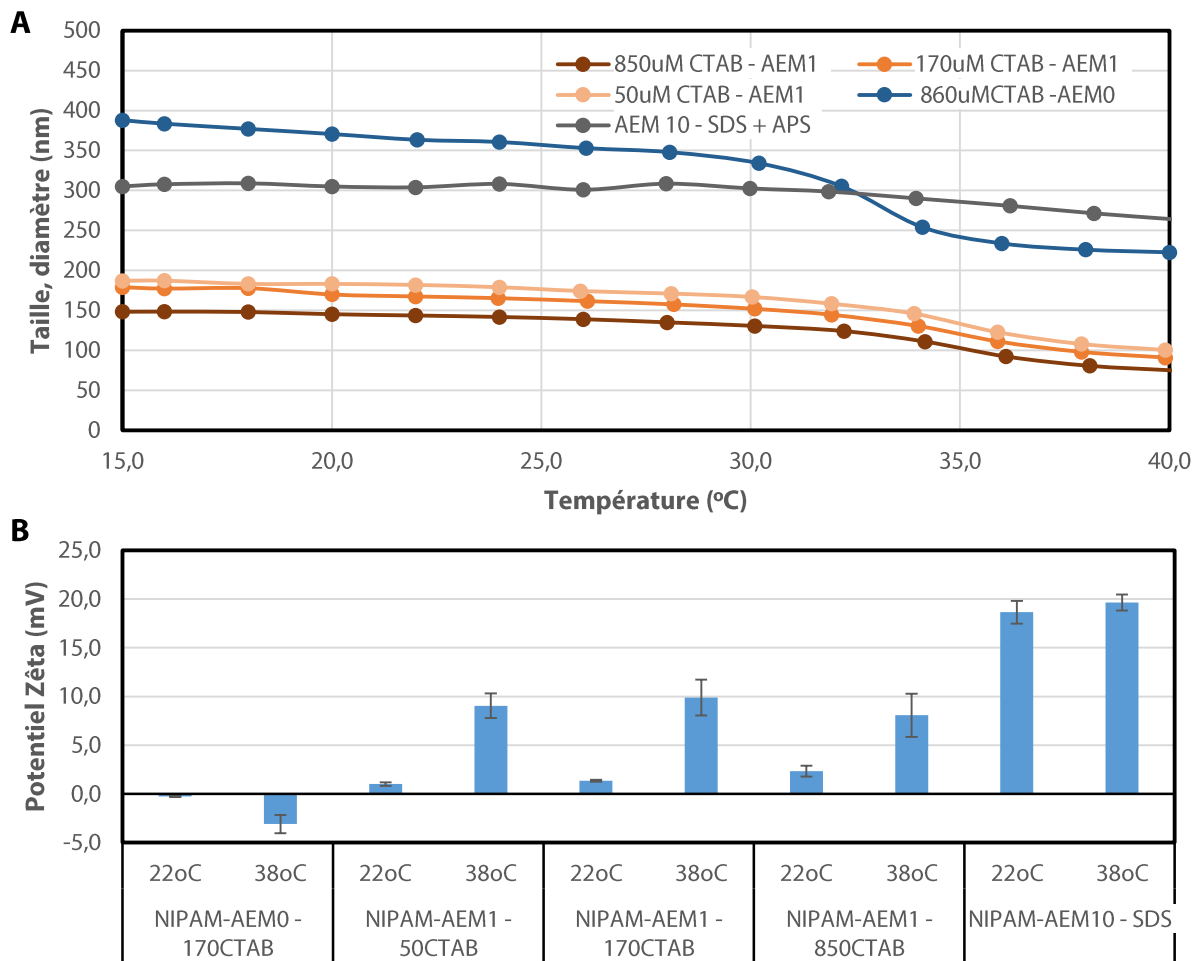 A
500
450
400
350
300
250
200
150
100
50
0
Taille, diamètre (nm)
850uM CTAB - AEM1
170uM CTAB - AEM1
50uM CTAB - AEM1
860uMCTAB -AEM0
AEM 10 - SDS + APS
15,0 20,0 25,0 30,0 35,0 40,0
Température (ºC)
B
25,0
20,0
15,0
10,0
5,0
0,0
-5,0
Potentiel Zêta (mV)
22oC 38oC 22oC 38oC 22oC 38oC 22oC 38oC 22oC 38oC
NIPAM-AEM0 -
170CTAB
NIPAM-AEM1 -
50CTAB
NIPAM-AEM1 -
170CTAB
NIPAM-AEM1 -
850CTAB
NIPAM-AEM10 - SDS